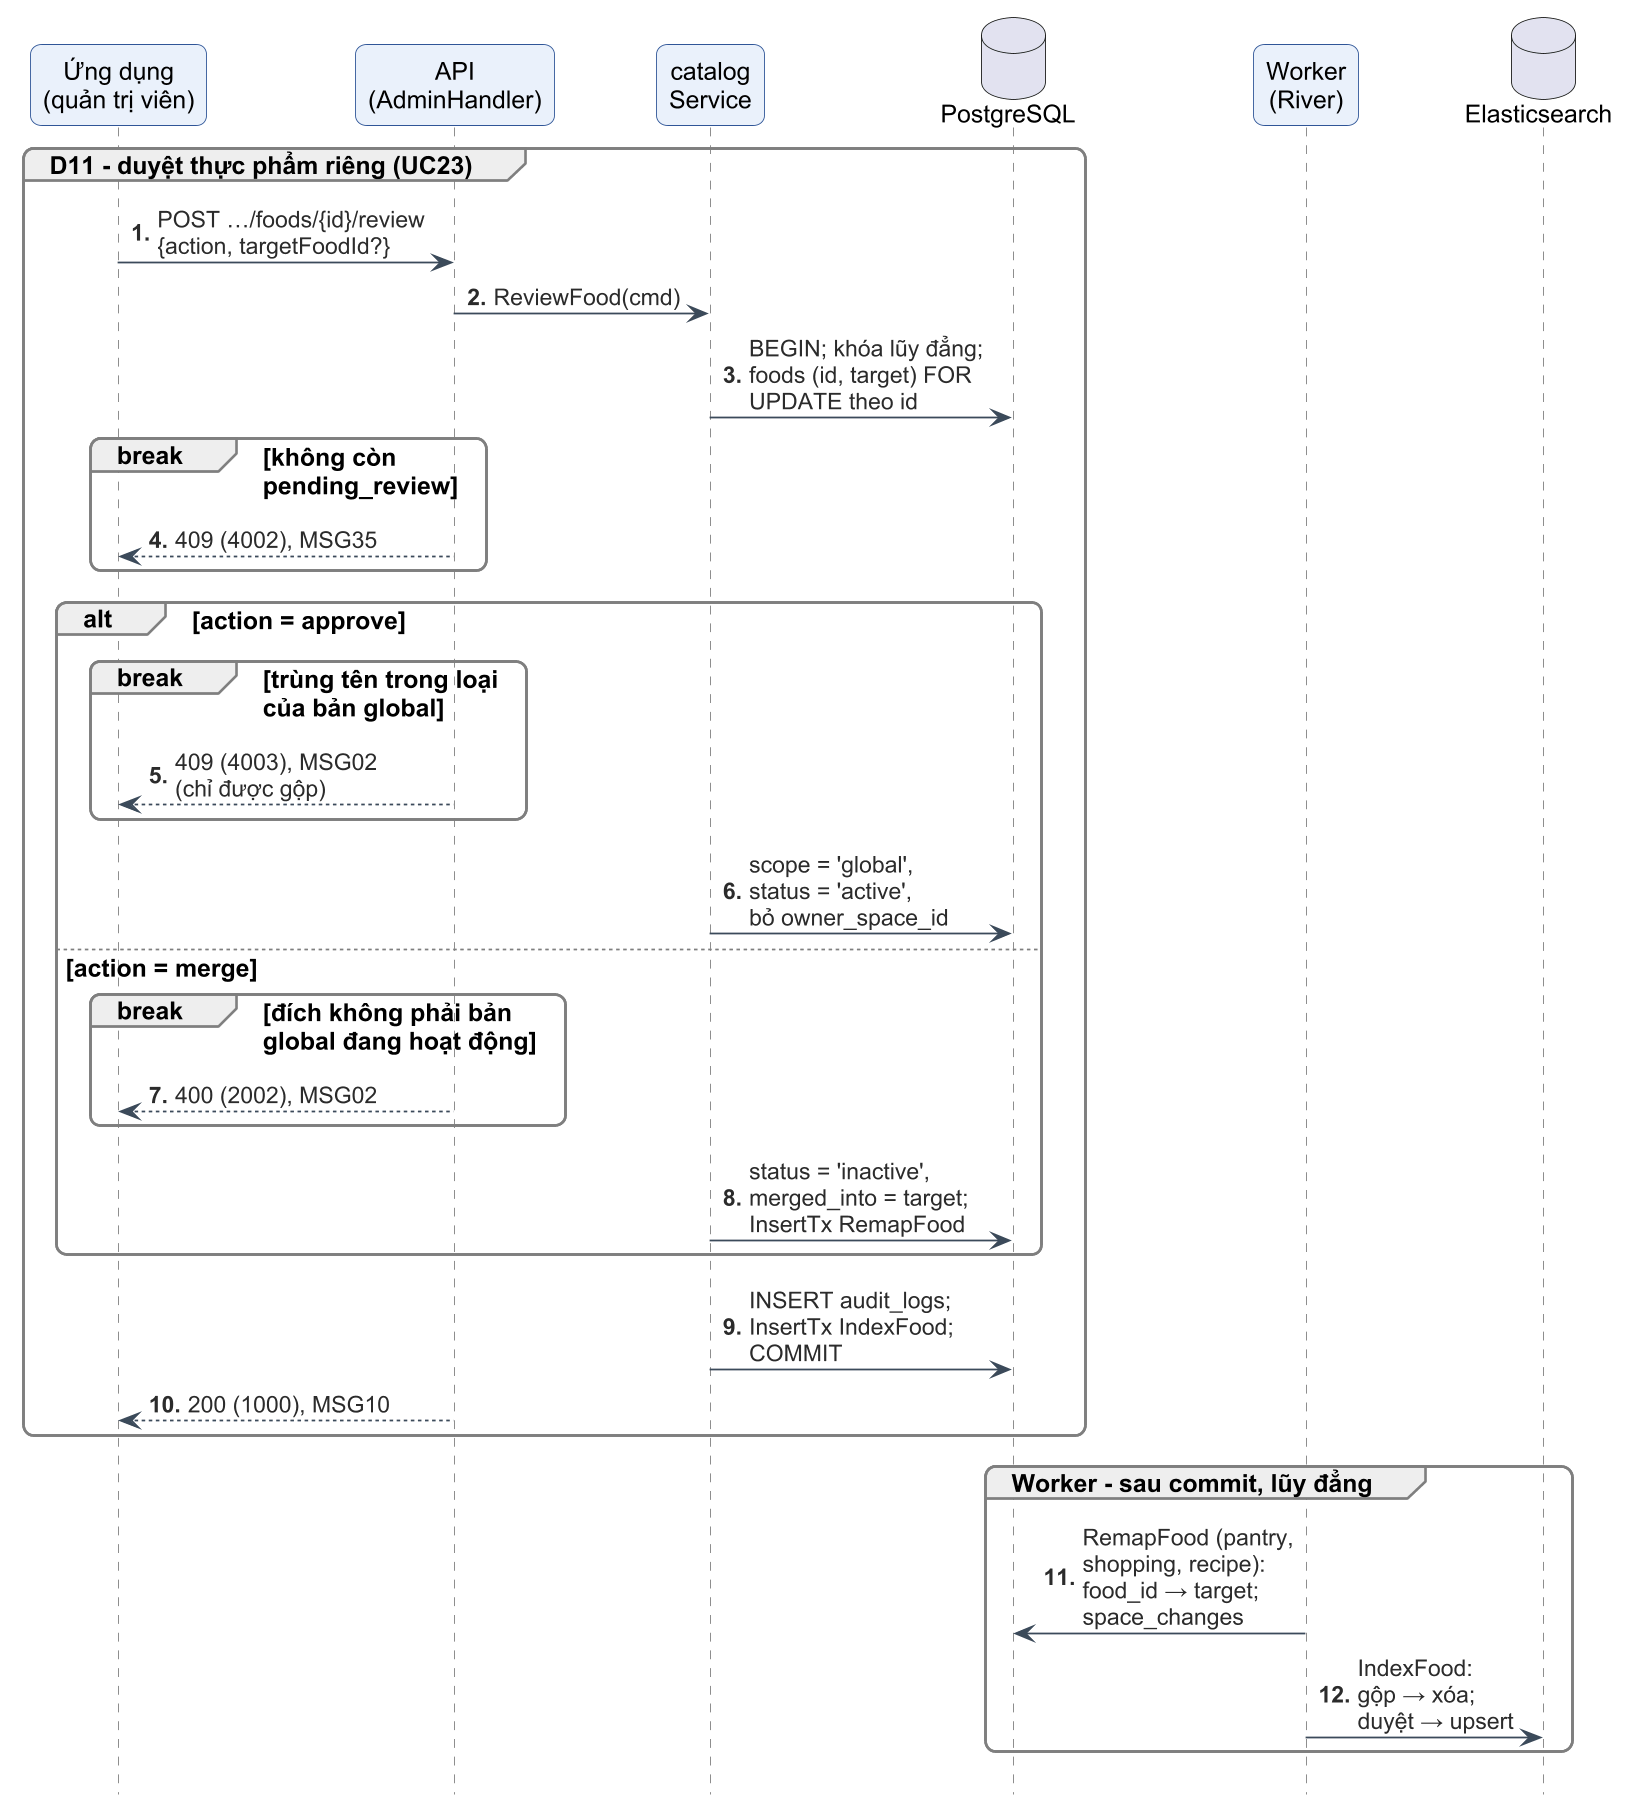 Ứng dụng
(quản trị viên)
API
(AdminHandler)
catalog
Service
PostgreSQL
Worker
(River)
Elasticsearch
D11 - duyệt thực phẩm riêng (UC23)
1. POST …/foods/{id}/review
{action, targetFoodId?}
2. ReviewFood(cmd)
BEGIN; khóa lũy đẳng;
3. foods (id, target) FOR
UPDATE theo id
break [không còn
pending_review]
4. 409 (4002), MSG35
alt [action = approve]
break [trùng tên trong loại
của bản global]
5. 409 (4003), MSG02
(chỉ được gộp)
scope = 'global',
6. status = 'active',
bỏ owner_space_id
[action = merge]
break [đích không phải bản
global đang hoạt động]
7. 400 (2002), MSG02
status = 'inactive',
8. merged_into = target;
InsertTx RemapFood
INSERT audit_logs;
9. InsertTx IndexFood;
COMMIT
10. 200 (1000), MSG10
Worker - sau commit, lũy đẳng
RemapFood (pantry,
shopping, recipe):
11. food_id → target;
space_changes
IndexFood:
12. gộp → xóa;
duyệt → upsert